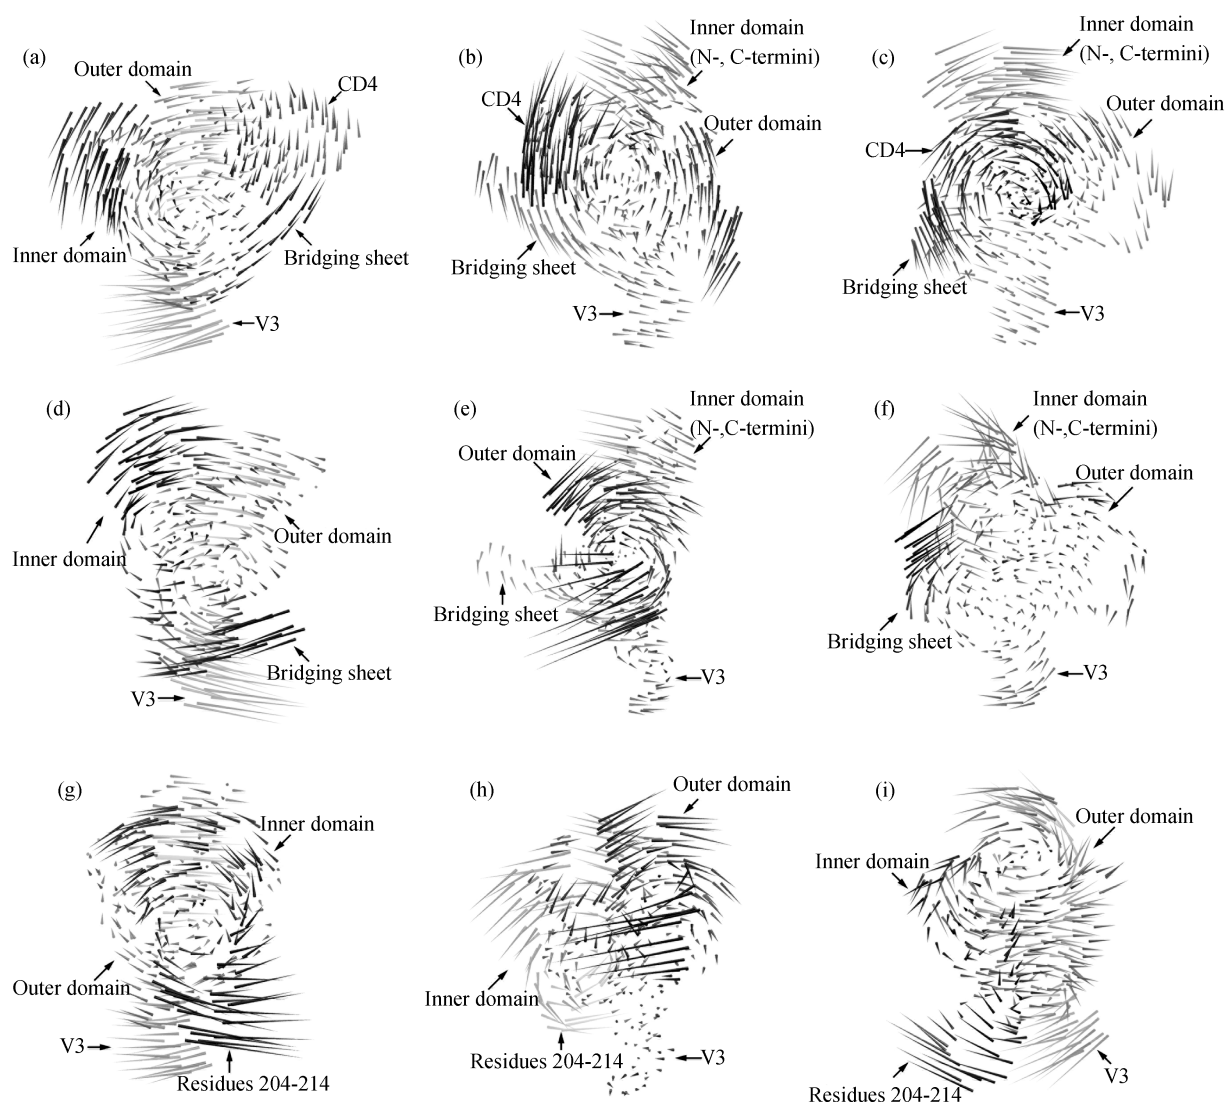 (a)
Outer domain
CD4
Inner domain
Bridging sheet
V3
(b)
Inner domain
(N-, C-termini)
CD4
Outer domain
Bridging sheet
V3
(c)
Inner domain
(N-, C-termini)
Outer domain
CD4
Bridging sheet
V3
(d)
Inner domain
Outer domain
Bridging sheet
V3
(e)
Inner domain
(N-,C-termini)
Outer domain
Bridging sheet
V3
(f)
Inner domain
(N-,C-termini)
Outer domain
Bridging sheet
V3
(g)
Inner domain
Outer domain
V3
Residues 204-214
(h)
Outer domain
Inner domain
Residues 204-214
V3
(i)
Outer domain
Inner domain
V3
Residues 204-214